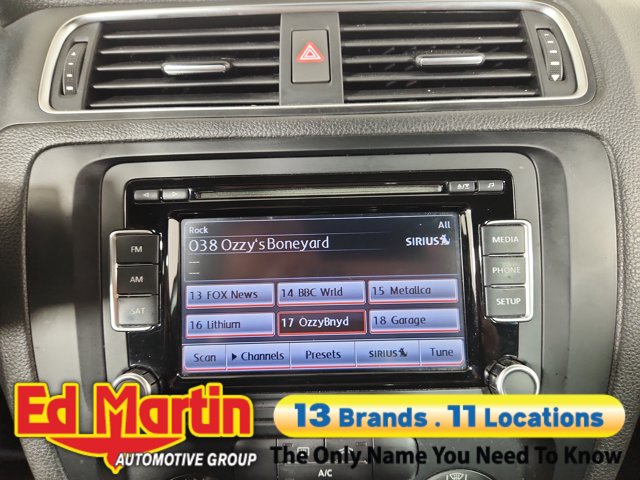 Rock All
038 Ozzy's Boneyard SIRIUS
---
---
13 FOX News 14 BBC Wrld 15 Metallca
16 Lithium 17 OzzyBnyd 18 Garage
Scan Channels Presets SIRIUS Tune
FM
AM
SAT
MEDIA
PHONE
SETUP
A/C
Ed Martin
AUTOMOTIVE GROUP
13 Brands . 11 Locations
The Only Name You Need To Know